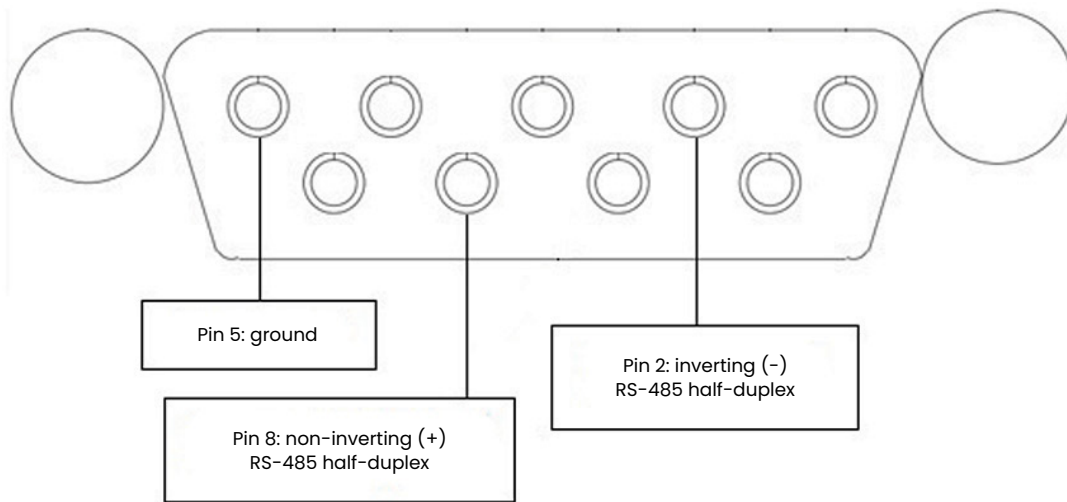 Pin 5: ground
Pin 2: inverting (-)
RS-485 half-duplex
Pin 8: non-inverting (+)
RS-485 half-duplex